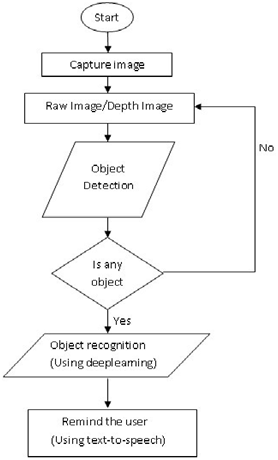 Start
Capture image
Raw Image/Depth Image
No
Object
Detection
Is any
object
Yes
Object recognition
(Using deeplearning)
Remind the user
(Using text-to-speech)